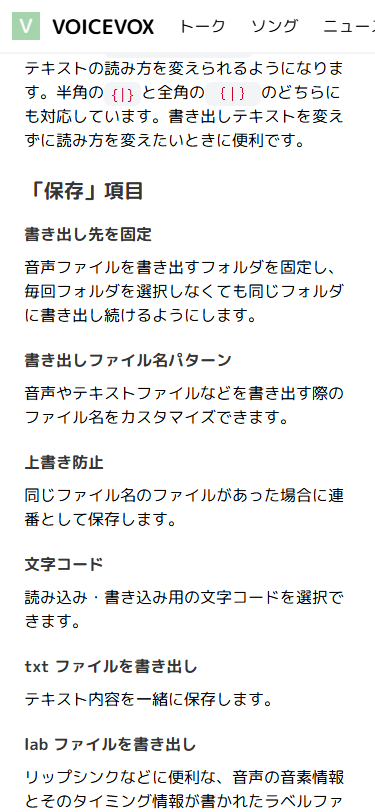 V VOICEVOX トーク ソング ニュース
テキストの読み方を変えられるようになりま
す。半角の {|} と全角の ｛｜｝ のどちらに
も対応しています。書き出しテキストを変え
ずに読み方を変えたいときに便利です。
「保存」項目
書き出し先を固定
音声ファイルを書き出すフォルダを固定し、
毎回フォルダを選択しなくても同じフォルダ
に書き出し続けるようにします。
書き出しファイル名パターン
音声やテキストファイルなどを書き出す際の
ファイル名をカスタマイズできます。
上書き防止
同じファイル名のファイルがあった場合に連
番として保存します。
文字コード
読み込み・書き込み用の文字コードを選択で
きます。
txt ファイルを書き出し
テキスト内容を一緒に保存します。
lab ファイルを書き出し
リップシンクなどに便利な、音声の音素情報
とそのタイミング情報が書かれたラベルファ